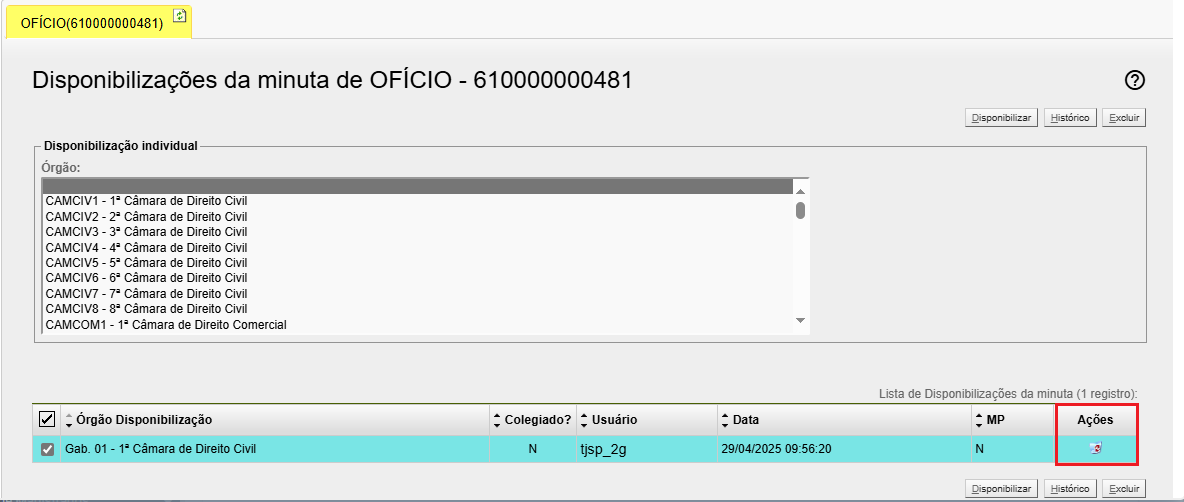 OFÍCIO(610000000481)
Disponibilizações da minuta de OFÍCIO - 610000000481
Disponibilizar Histórico Excluir
Disponibilização individual
Órgão:
CAMCIV1 - 1ª Câmara de Direito Civil
CAMCIV2 - 2ª Câmara de Direito Civil
CAMCIV3 - 3ª Câmara de Direito Civil
CAMCIV4 - 4ª Câmara de Direito Civil
CAMCIV5 - 5ª Câmara de Direito Civil
CAMCIV6 - 6ª Câmara de Direito Civil
CAMCIV7 - 7ª Câmara de Direito Civil
CAMCIV8 - 8ª Câmara de Direito Civil
CAMCOM1 - 1ª Câmara de Direito Comercial
Lista de Disponibilizações da minuta (1 registro):
Órgão Disponibilização Colegiado? Usuário Data MP Ações
Gab. 01 - 1ª Câmara de Direito Civil N tjsp_2g 29/04/2025 09:56:20 N
Disponibilizar Histórico Excluir